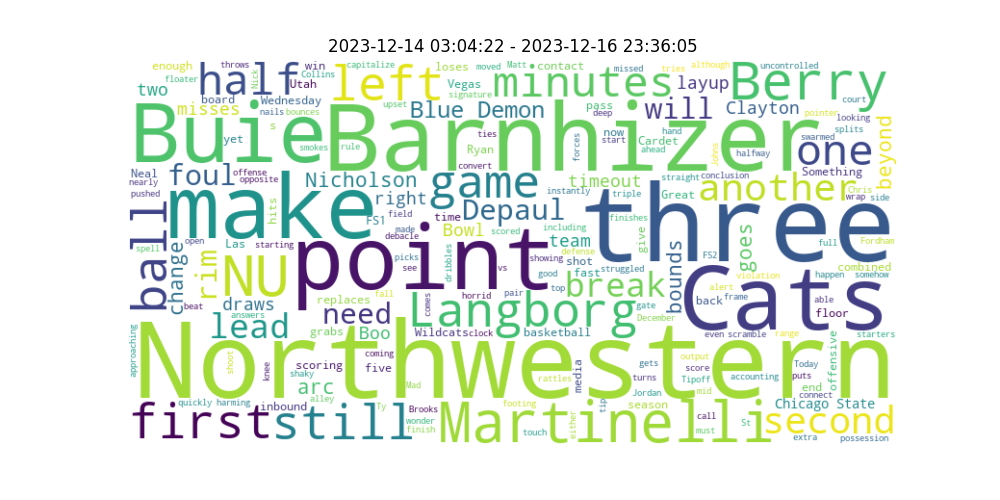 2023-12-14 03:04:22 - 2023-12-16 23:36:05
enough throws Nick Collins capitalize loses moved Matt contact missed tries although uncontrolled
floater half Utah win left Vegas minutes layup Berry
two board Wednesday signature will Clayton court
misses nails bounces upset Blue Demon pass deep pointer looking
Buie Barnhizer one beyond
s yet smokes rule ties Ryan now start hand Cardet ahead splits swarmed
Neal offense convert forces halfway Johns Something
nearly foul opposite Nicholson game timeout straight conclusion another Chris
pushed make right instantly triple Great wrap side
ball hits FS1 field time Depaul including three
spell open Las made debacle Bowl scored team finishes give bounds goes full Fordham
change rim starting picks see dribbles vs showing defense shot fast struggled FS2 violation combined
NU point good break alert happen somehow
beat draws replaces fall comes horrid pair top back frame able
answers need Langborg gate Cats floor
lead grabs Boo Wildcats clock basketball December even scramble starters
approaching Northwestern
shoot knee scoring coming rattles media gets output range Today offensive
arc shaky five turns score Tipoff accounting puts
quickly harming alley Mad Jordan mid end connect
first inbound Ty Brooks footing tip season call Chicago State
still wonder Martinelli second
finish touch either must St extra possession